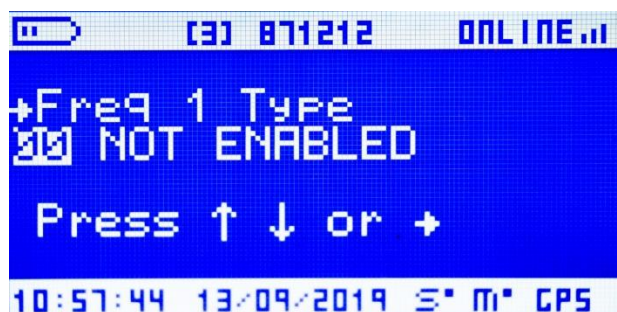 [3] 871212 ONLINE
→Freq 1 Type
00 NOT ENABLED
Press ↑ ↓ or →
10:57:44 13/09/2019 S* M* GPS